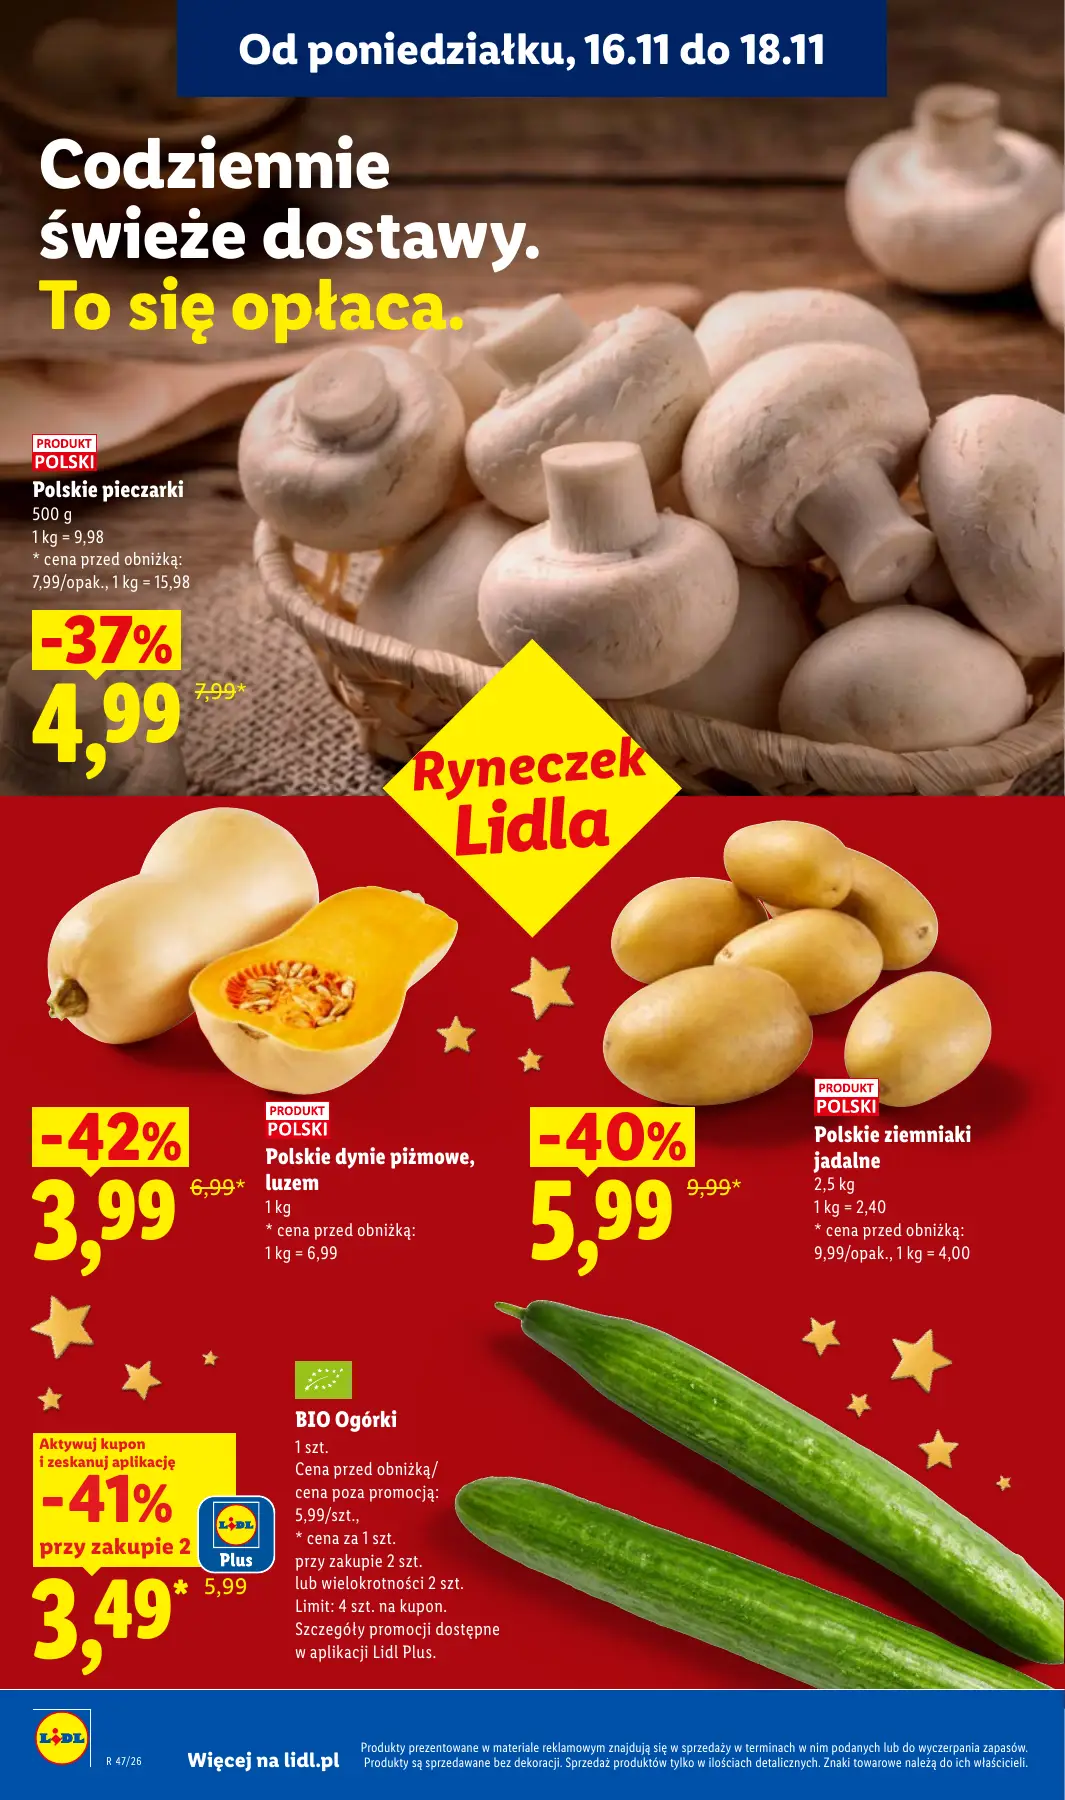 Od poniedziałku, 16.11 do 18.11
Codziennie
świeże dostawy.
To się opłaca.
PRODUKT
POLSKI
Polskie pieczarki
500 g
1 kg = 9,98
* cena przed obniżką:
7,99/opak., 1 kg = 15,98
-37%
4,99
7,99*
Ryneczek
Lidla
-42%
3,99
6,99*
PRODUKT
POLSKI
Polskie dynie piżmowe,
luzem
1 kg
* cena przed obniżką:
1 kg = 6,99
-40%
5,99
9,99*
PRODUKT
POLSKI
Polskie ziemniaki
jadalne
2,5 kg
1 kg = 2,40
* cena przed obniżką:
9,99/opak., 1 kg = 4,00
Aktywuj kupon
i zeskanuj aplikację
-41%
przy zakupie 2
LIDL
Plus
3,49*
5,99
BIO Ogórki
1 szt.
Cena przed obniżką/
cena poza promocją:
5,99/szt.,
* cena za 1 szt.
przy zakupie 2 szt.
lub wielokrotności 2 szt.
Limit: 4 szt. na kupon.
Szczegóły promocji dostępne
w aplikacji Lidl Plus.
LIDL
R 47/26
Więcej na lidl.pl
Produkty prezentowane w materiale reklamowym znajdują się w sprzedaży w terminach w nim podanych lub do wyczerpania zapasów.
Produkty są sprzedawane bez dekoracji. Sprzedaż produktów tylko w ilościach detalicznych. Znaki towarowe należą do ich właścicieli.